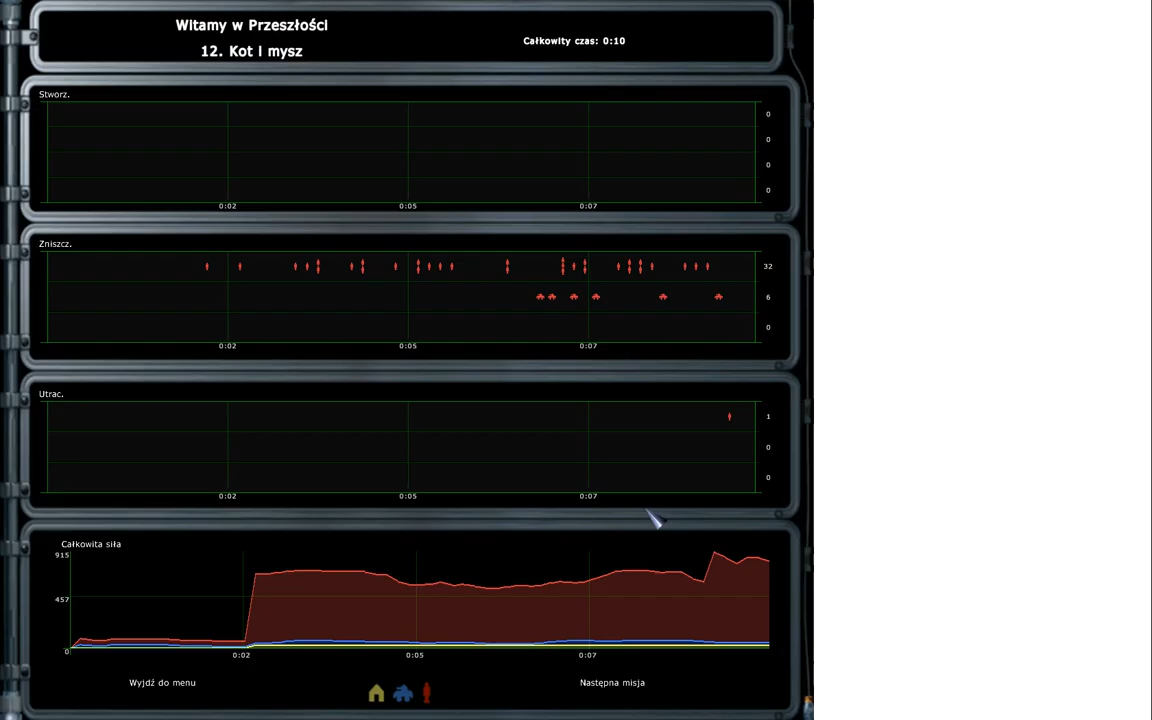 Witamy w Przeszłości
12. Kot i mysz
Całkowity czas: 0:10
Stworz.
0
0
0
0
0:02 0:05 0:07
Zniszcz.
32
6
0
0:02 0:05 0:07
Utrac.
1
0
0
0:02 0:05 0:07
Całkowita siła
915
457
0
0:02 0:05 0:07
Wyjdź do menu
Następna misja